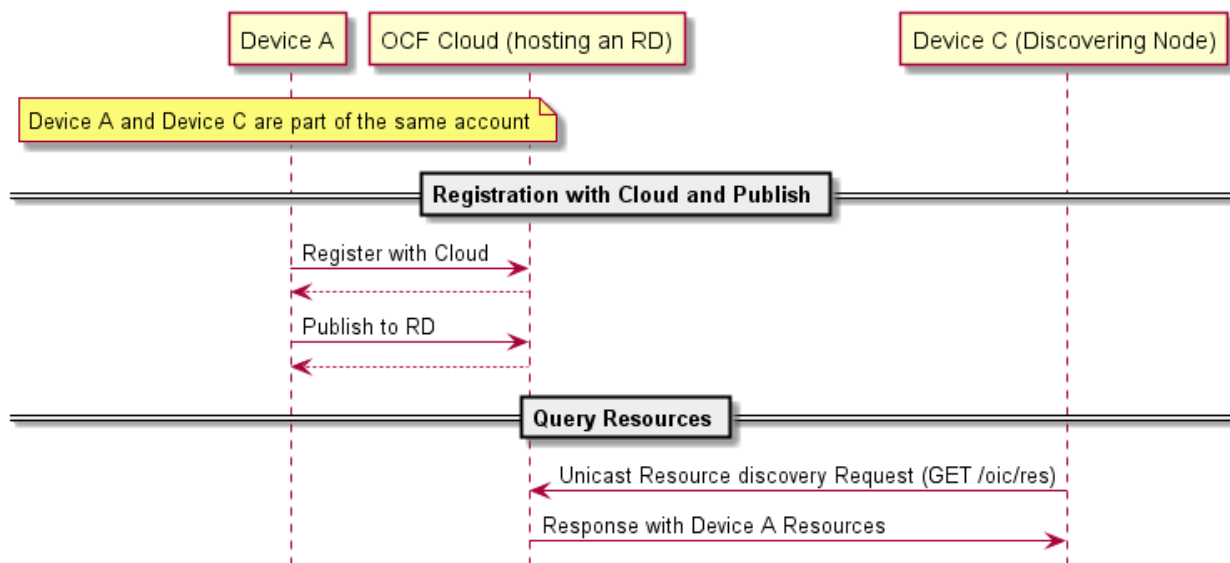 Device A
OCF Cloud (hosting an RD)
Device C (Discovering Node)
Device A and Device C are part of the same account
Registration with Cloud and Publish
Register with Cloud
Publish to RD
Query Resources
Unicast Resource discovery Request (GET /oic/res)
Response with Device A Resources